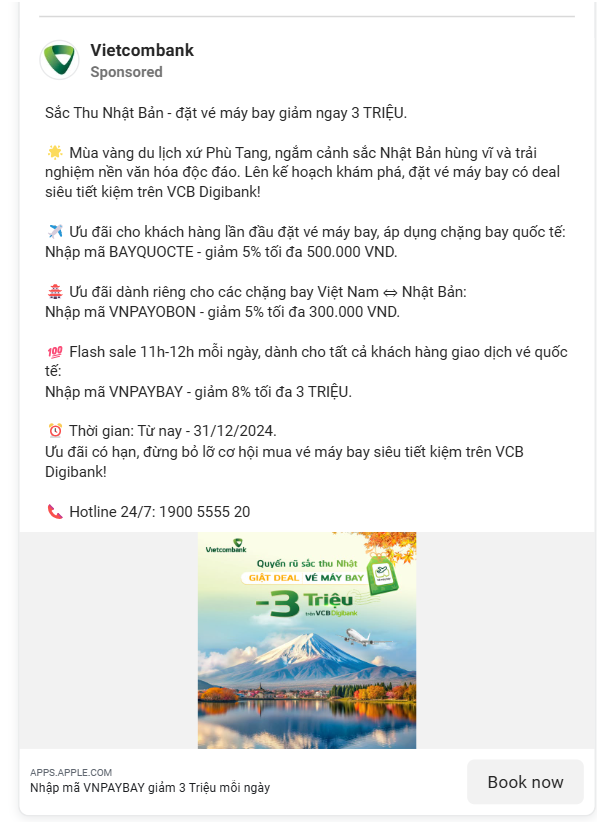 Vietcombank
Sponsored
Sắc Thu Nhật Bản - đặt vé máy bay giảm ngay 3 TRIỆU.
🌟 Mùa vàng du lịch xứ Phù Tang, ngắm cảnh sắc Nhật Bản hùng vĩ và trải
nghiệm nền văn hóa độc đáo. Lên kế hoạch khám phá, đặt vé máy bay có deal
siêu tiết kiệm trên VCB Digibank!
✈️ Ưu đãi cho khách hàng lần đầu đặt vé máy bay, áp dụng chặng bay quốc tế:
Nhập mã BAYQUOCTE - giảm 5% tối đa 500.000 VND.
🏯 Ưu đãi dành riêng cho các chặng bay Việt Nam ⇔ Nhật Bản:
Nhập mã VNPAYOBON - giảm 5% tối đa 300.000 VND.
💯 Flash sale 11h-12h mỗi ngày, dành cho tất cả khách hàng giao dịch vé quốc
tế:
Nhập mã VNPAYBAY - giảm 8% tối đa 3 TRIỆU.
⏰ Thời gian: Từ nay - 31/12/2024.
Ưu đãi có hạn, đừng bỏ lỡ cơ hội mua vé máy bay siêu tiết kiệm trên VCB
Digibank!
📞 Hotline 24/7: 1900 5555 20
Vietcombank
Quyến rũ sắc thu Nhật
GIẬT DEAL VÉ MÁY BAY
-3 Triệu
trên VCB Digibank
APPS.APPLE.COM
Nhập mã VNPAYBAY giảm 3 Triệu mỗi ngày
Book now